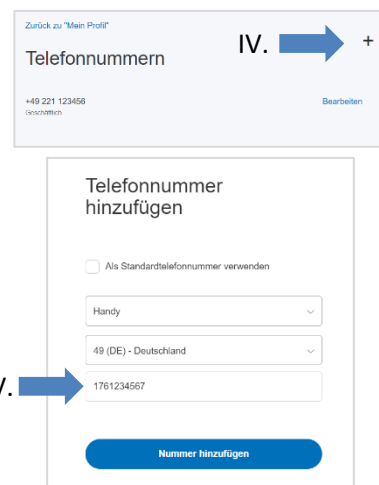 Zurück zu "Mein Profil"
IV.
+
Telefonnummern
+49 221 123456
Bearbeiten
Geschäftlich
Telefonnummer
hinzufügen
Als Standardtelefonnummer verwenden
Handy
49 (DE) - Deutschland
1761234567
V.
Nummer hinzufügen